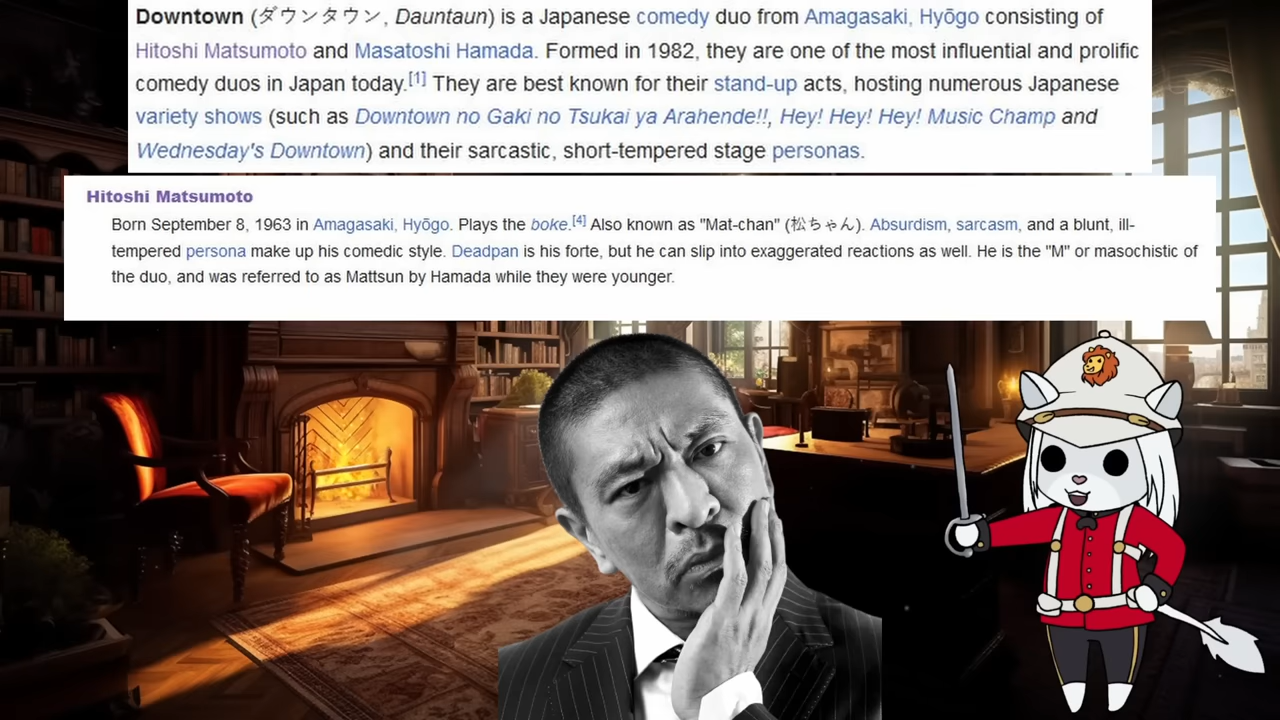 Downtown (ダウンタウン, Dauntaun) is a Japanese comedy duo from Amagasaki, Hyōgo consisting of
Hitoshi Matsumoto and Masatoshi Hamada. Formed in 1982, they are one of the most influential and prolific
comedy duos in Japan today.[1] They are best known for their stand-up acts, hosting numerous Japanese
variety shows (such as Downtown no Gaki no Tsukai ya Arahende!!, Hey! Hey! Hey! Music Champ and
Wednesday's Downtown) and their sarcastic, short-tempered stage personas.
Hitoshi Matsumoto
Born September 8, 1963 in Amagasaki, Hyōgo. Plays the boke.[4] Also known as "Mat-chan" (松ちゃん). Absurdism, sarcasm, and a blunt, ill-
tempered persona make up his comedic style. Deadpan is his forte, but he can slip into exaggerated reactions as well. He is the "M" or masochistic of
the duo, and was referred to as Mattsun by Hamada while they were younger.